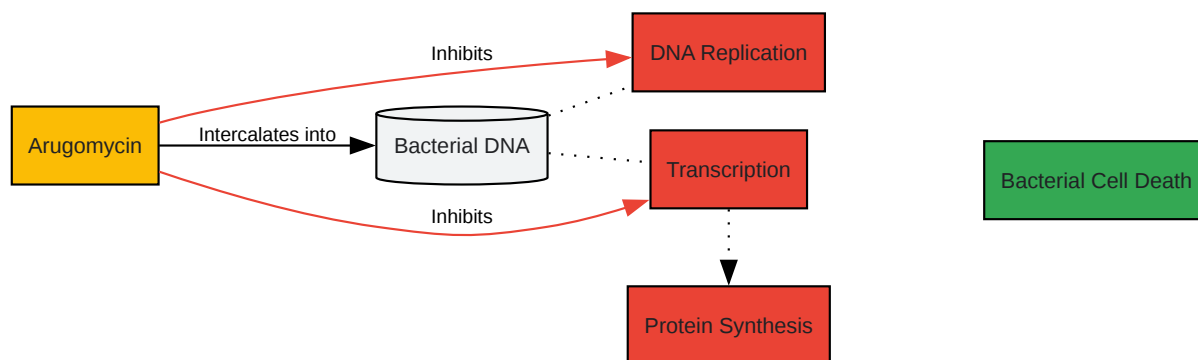 Inhibits
DNA Replication
Arugomycin
Intercalates into
Bacterial DNA
Transcription
Bacterial Cell Death
Inhibits
Protein Synthesis